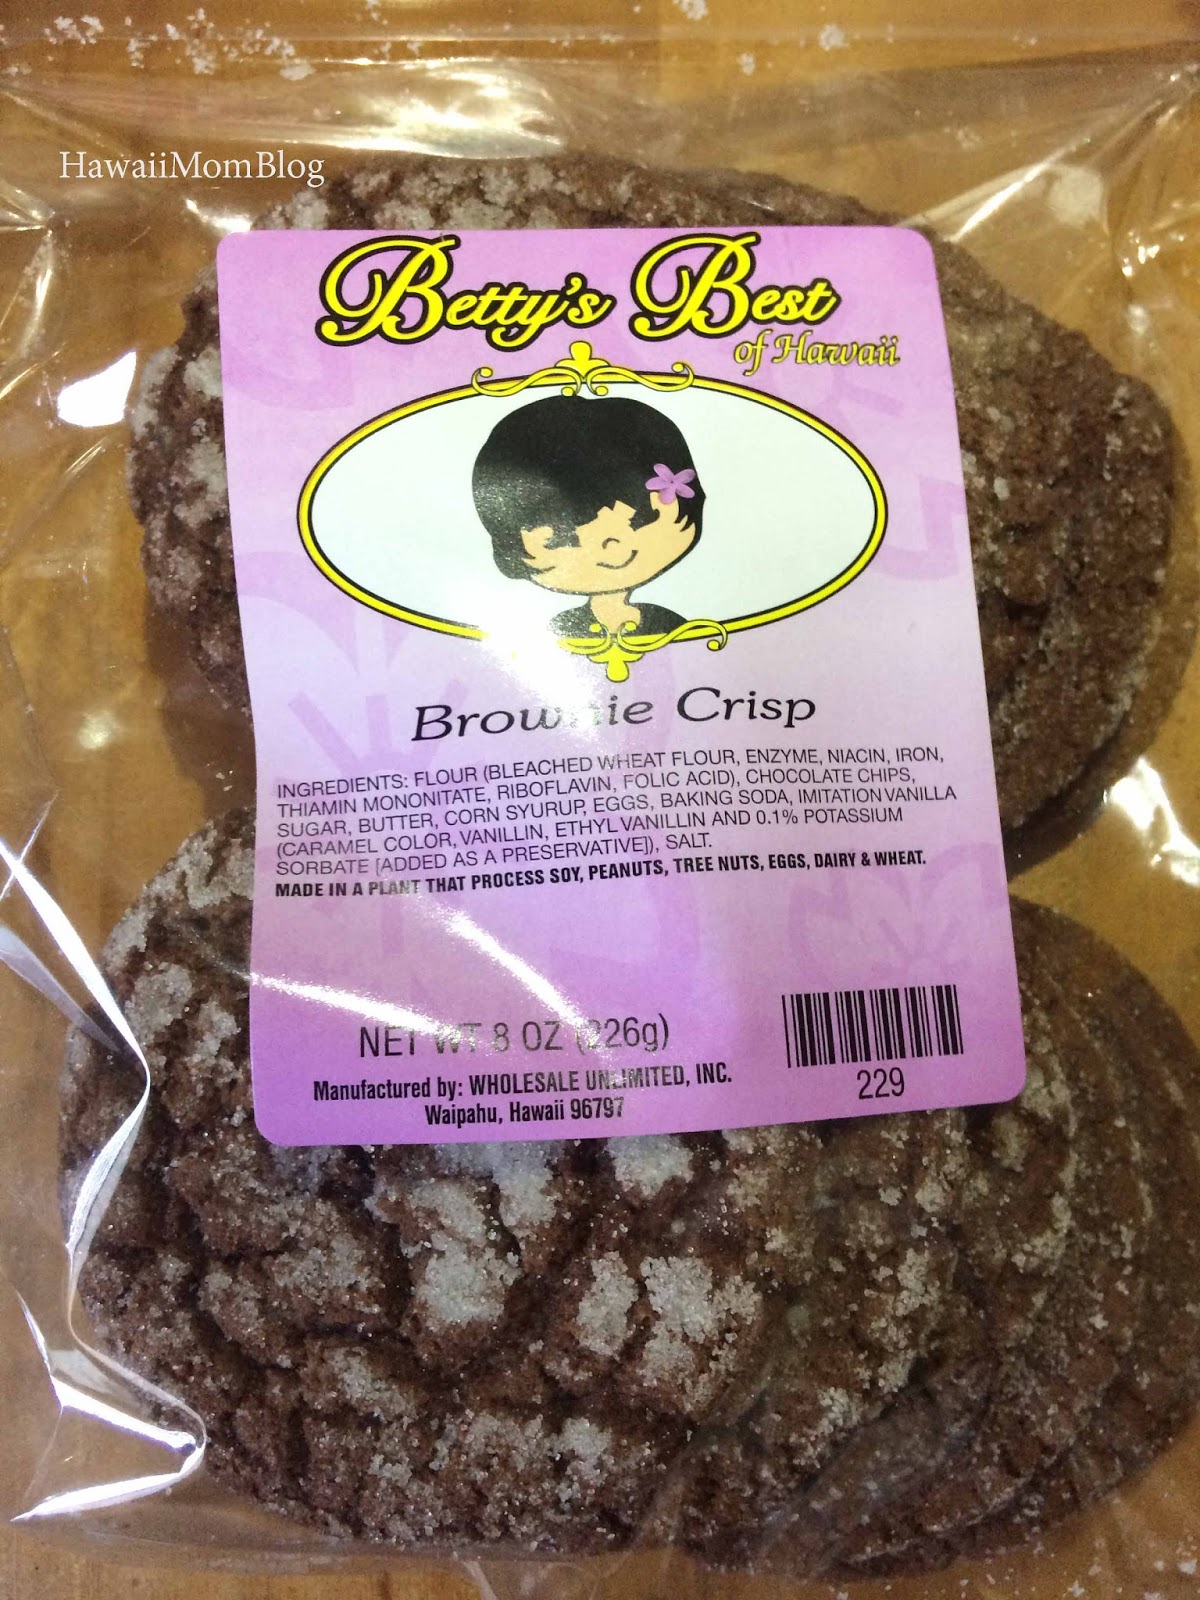 HawaiiMomBlog
Betty's Best
of Hawaii
Brownie Crisp
INGREDIENTS: FLOUR (BLEACHED WHEAT FLOUR, ENZYME, NIACIN, IRON,
THIAMIN MONONITATE, RIBOFLAVIN, FOLIC ACID), CHOCOLATE CHIPS,
SUGAR, BUTTER, CORN SYURUP, EGGS, BAKING SODA, IMITATION VANILLA
(CARAMEL COLOR, VANILLIN, ETHYL VANILLIN AND 0.1% POTASSIUM
SORBATE [ADDED AS A PRESERVATIVE]), SALT.
MADE IN A PLANT THAT PROCESS SOY, PEANUTS, TREE NUTS, EGGS, DAIRY & WHEAT.
NET WT 8 OZ (226g)
Manufactured by: WHOLESALE UNLIMITED, INC.
Waipahu, Hawaii 96797
229